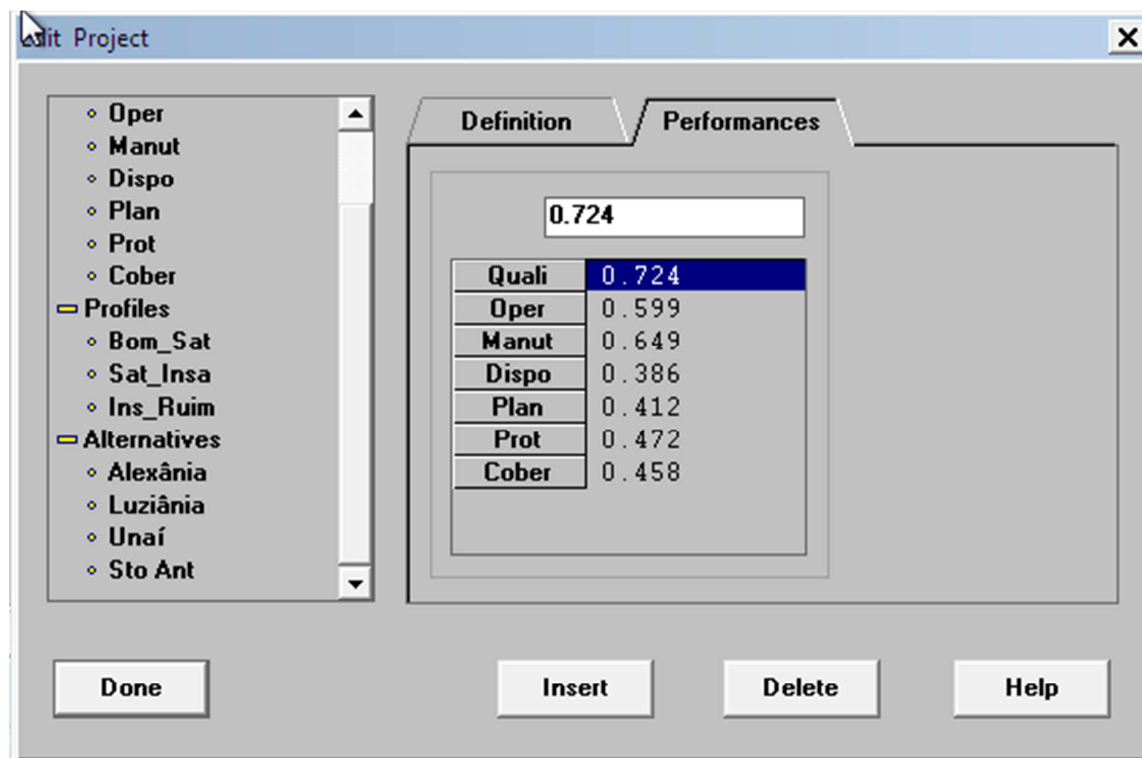 Edit Project
Oper
Manut
Dispo
Plan
Prot
Cober
Profiles
Bom_Sat
Sat_Insa
Ins_Ruim
Alternatives
Alexânia
Luziânia
Unaí
Sto Ant
Definition
Performances
0.724
Quali 0.724
Oper 0.599
Manut 0.649
Dispo 0.386
Plan 0.412
Prot 0.472
Cober 0.458
Done
Insert
Delete
Help